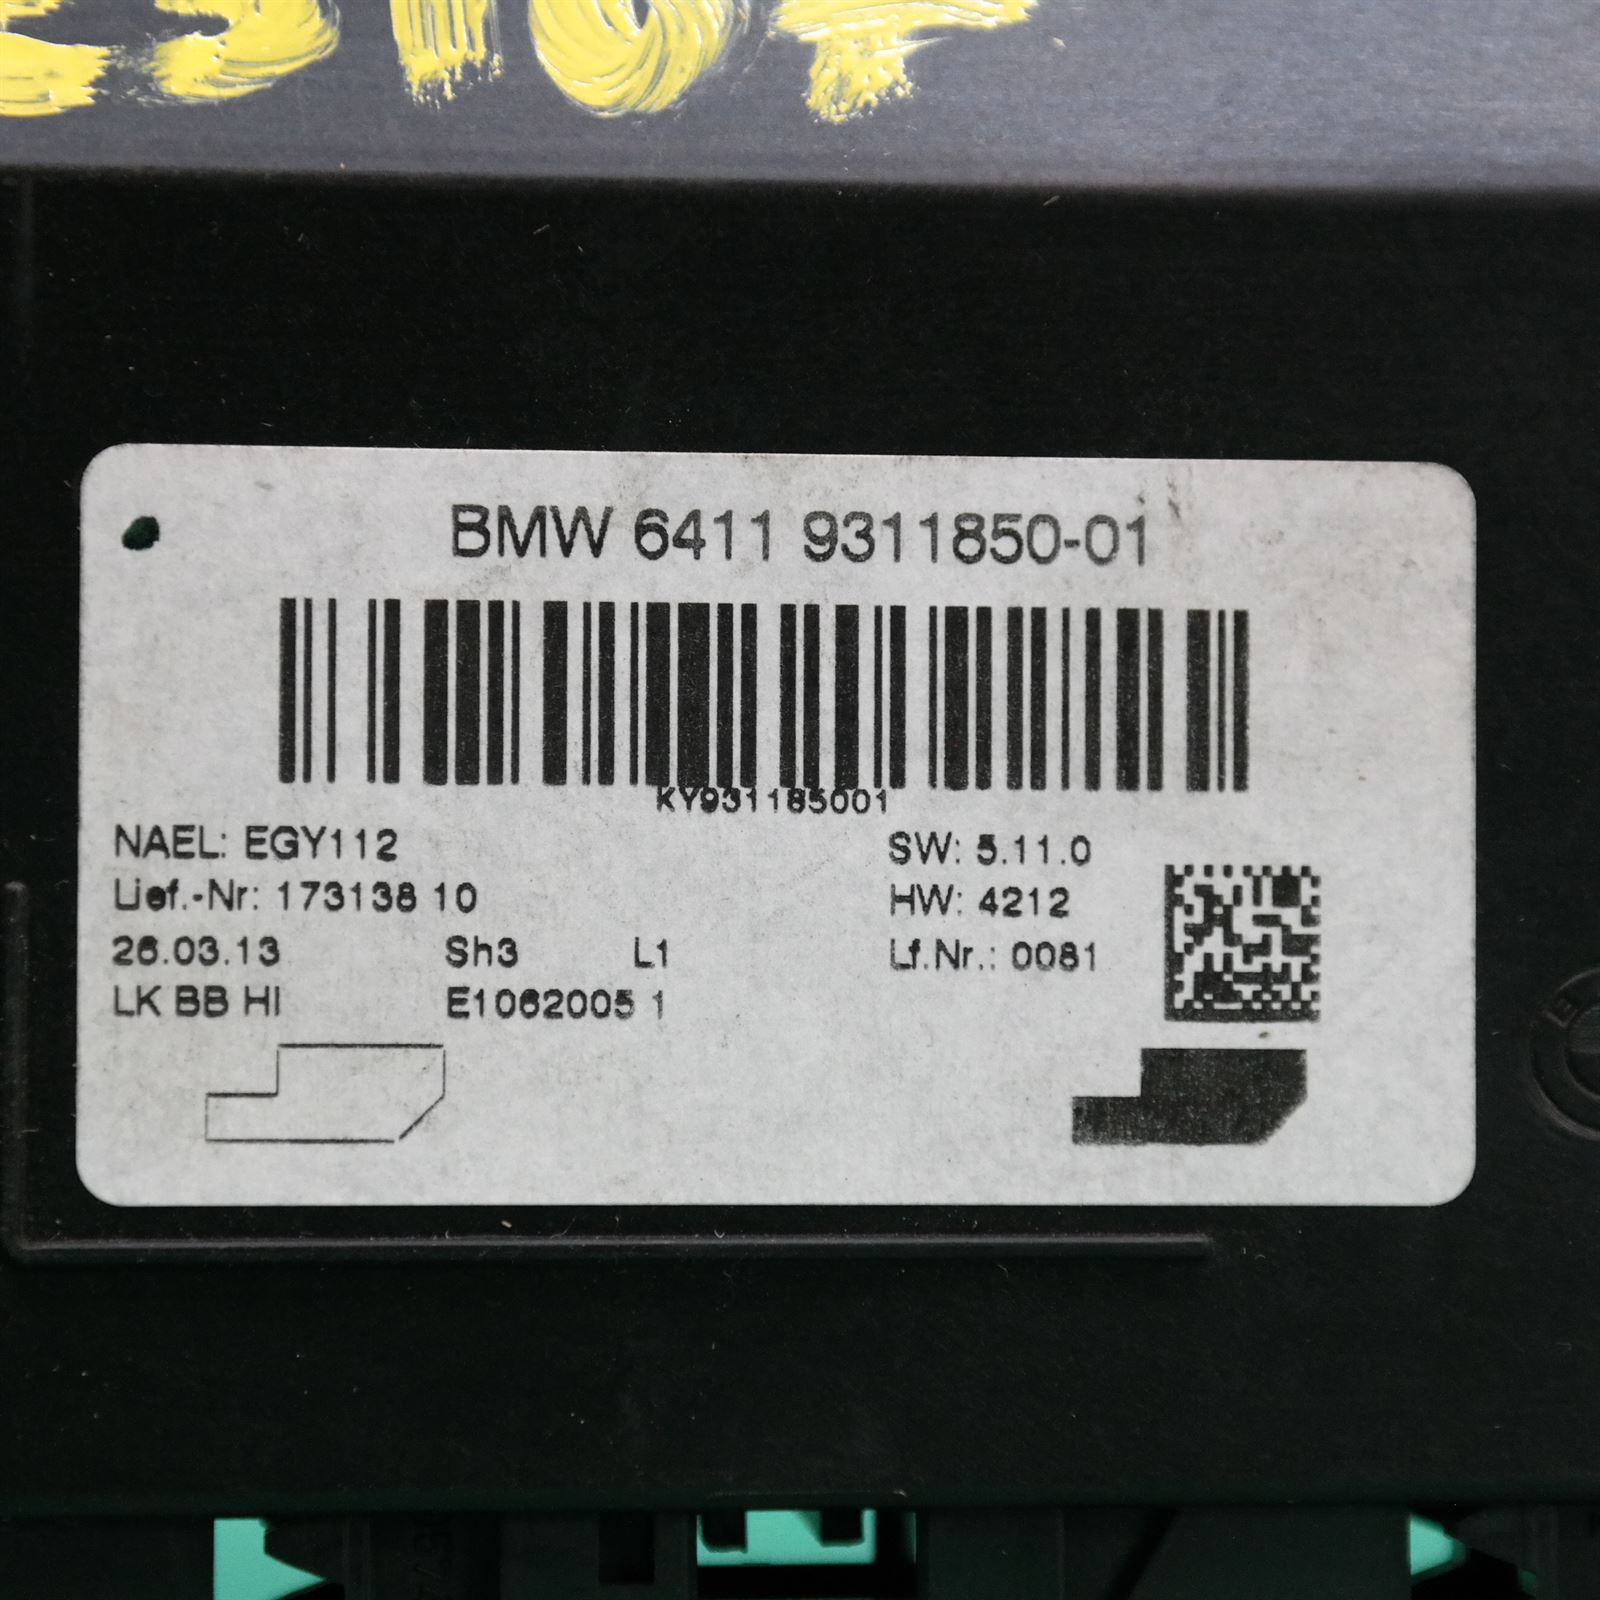 BMW 6411 9311850-01
KY931185001
NAEL: EGY112
SW: 5.11.0
Lief.-Nr: 173138 10
HW: 4212
26.03.13 Sh3 L1
Lf.Nr.: 0081
LK BB HI E1062005 1